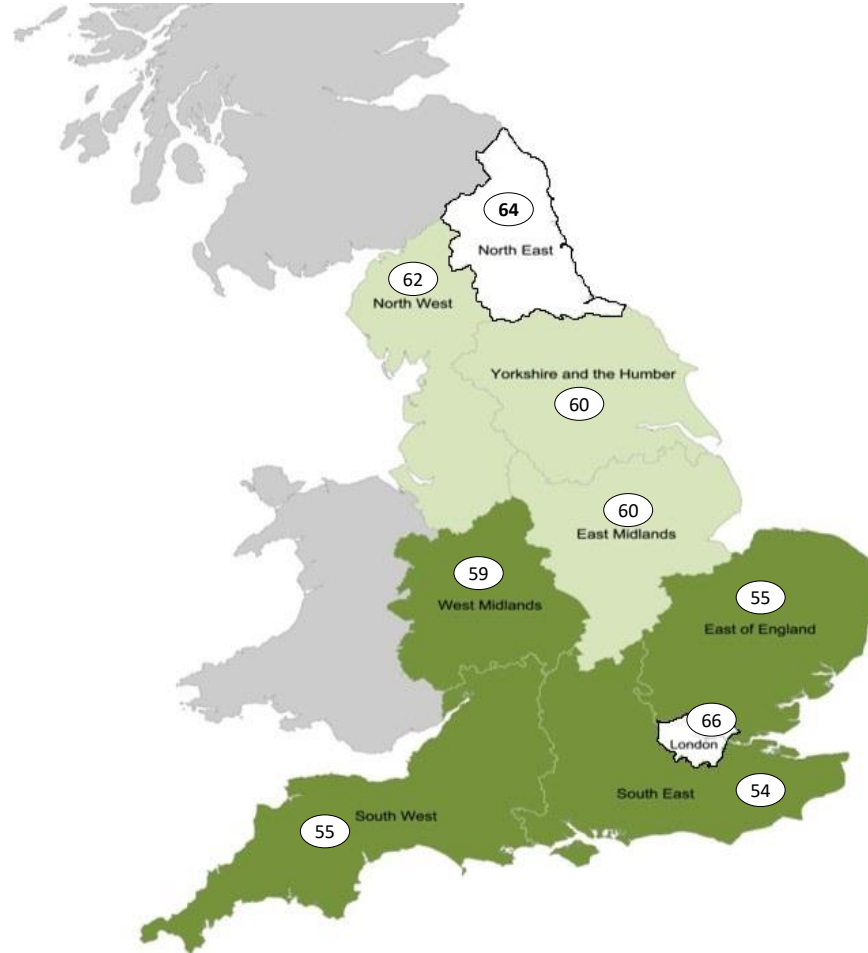 64
North East
62
North West
Yorkshire and the Humber
60
60
East Midlands
59
West Midlands
55
East of England
66
London
54
South East
South West
55